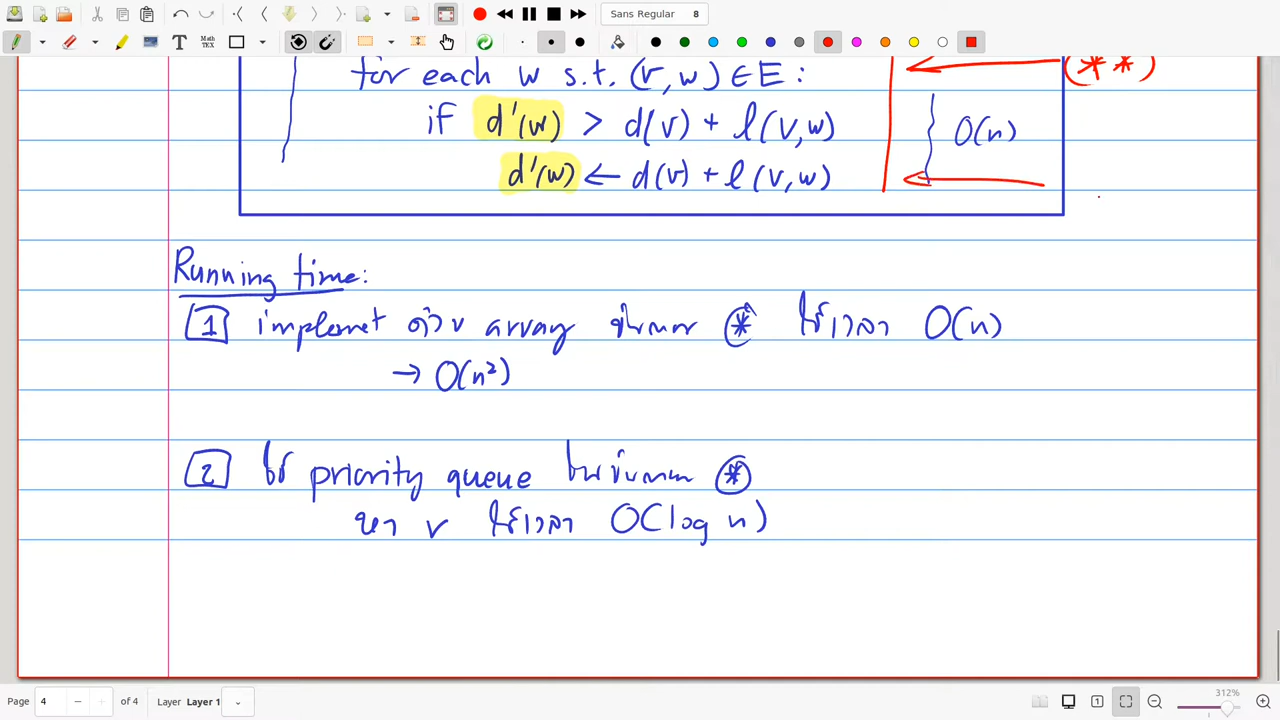 Sans Regular 8
for each w s.t. (v,w) ∈ E :
(**)
if d'(w) > d(v) + l(v,w)
O(n)
d'(w) ← d(v) + l(v,w)
Running time:
1 implemet ด้วย array ขั้นตอน * ใช้เวลา O(n)
→ O(n²)
2 ใช้ priority queue ในขั้นตอน *
หา v ใช้เวลา O(log n)
Page 4 of 4 Layer Layer 1 312%